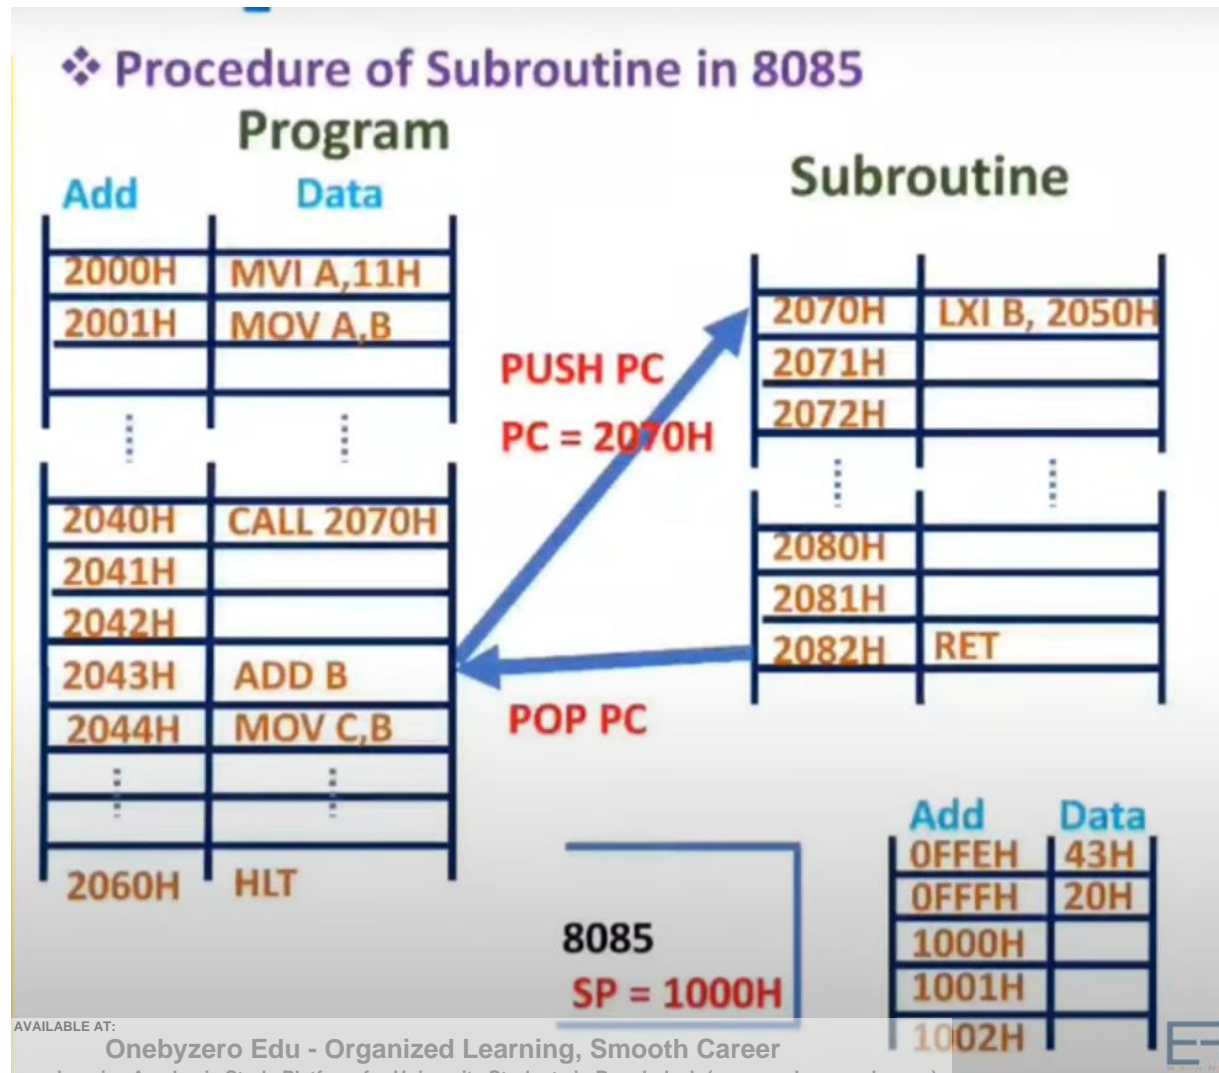 ❖ Procedure of Subroutine in 8085
Program
Add Data
2000H MVI A,11H
2001H MOV A,B
2040H CALL 2070H
2041H
2042H
2043H ADD B
2044H MOV C,B
2060H HLT
PUSH PC
PC = 2070H
POP PC
Subroutine
2070H LXI B, 2050H
2071H
2072H
2080H
2081H
2082H RET
8085
SP = 1000H
Add Data
0FFEH 43H
0FFFH 20H
1000H
1001H
1002H
AVAILABLE AT:
Onebyzero Edu - Organized Learning, Smooth Career